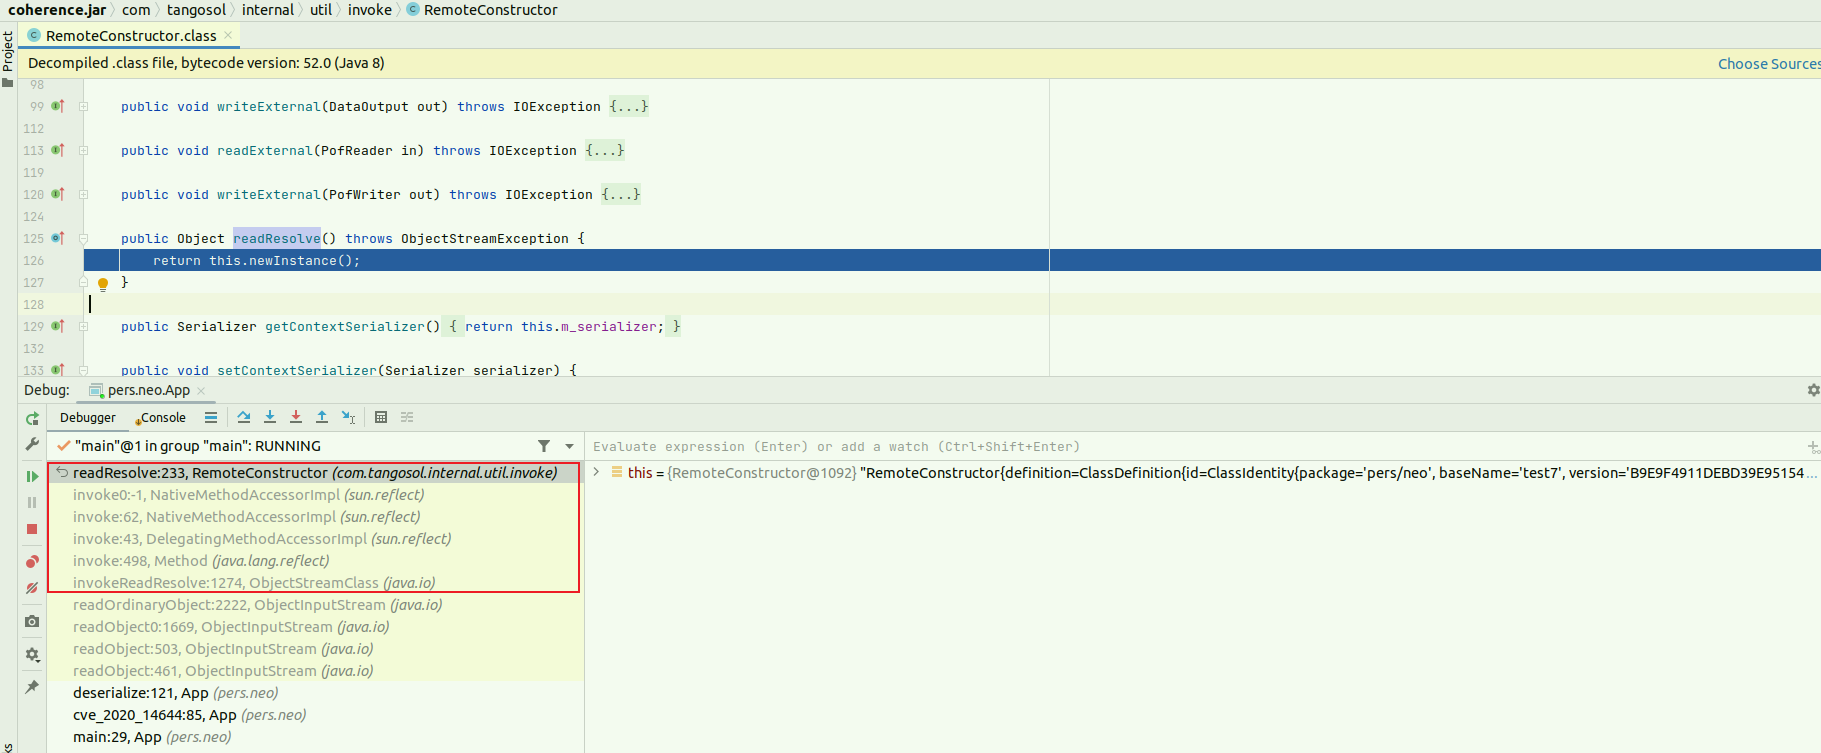 coherence.jar com tangosol internal util invoke RemoteConstructor
RemoteConstructor.class
Project
Decompiled .class file, bytecode version: 52.0 (Java 8)
Choose Sources
98
99 public void writeExternal(DataOutput out) throws IOException {...}
112
113 public void readExternal(PofReader in) throws IOException {...}
119
120 public void writeExternal(PofWriter out) throws IOException {...}
124
125 public Object readResolve() throws ObjectStreamException {
126 return this.newInstance();
127 }
128
129 public Serializer getContextSerializer() { return this.m_serializer; }
132
133 public void setContextSerializer(Serializer serializer) {
Debug: pers.neo.App
Debugger Console
"main"@1 in group "main": RUNNING
Evaluate expression (Enter) or add a watch (Ctrl+Shift+Enter)
readResolve:233, RemoteConstructor (com.tangosol.internal.util.invoke)
this = {RemoteConstructor@1092} "RemoteConstructor{definition=ClassDefinition{id=ClassIdentity{package='pers/neo', baseName='test7', version='B9E9F4911DEBD39E95154 ...
invoke0:-1, NativeMethodAccessorImpl (sun.reflect)
invoke:62, NativeMethodAccessorImpl (sun.reflect)
invoke:43, DelegatingMethodAccessorImpl (sun.reflect)
invoke:498, Method (java.lang.reflect)
invokeReadResolve:1274, ObjectStreamClass (java.io)
readOrdinaryObject:2222, ObjectInputStream (java.io)
readObject0:1669, ObjectInputStream (java.io)
readObject:503, ObjectInputStream (java.io)
readObject:461, ObjectInputStream (java.io)
deserialize:121, App (pers.neo)
cve_2020_14644:85, App (pers.neo)
main:29, App (pers.neo)